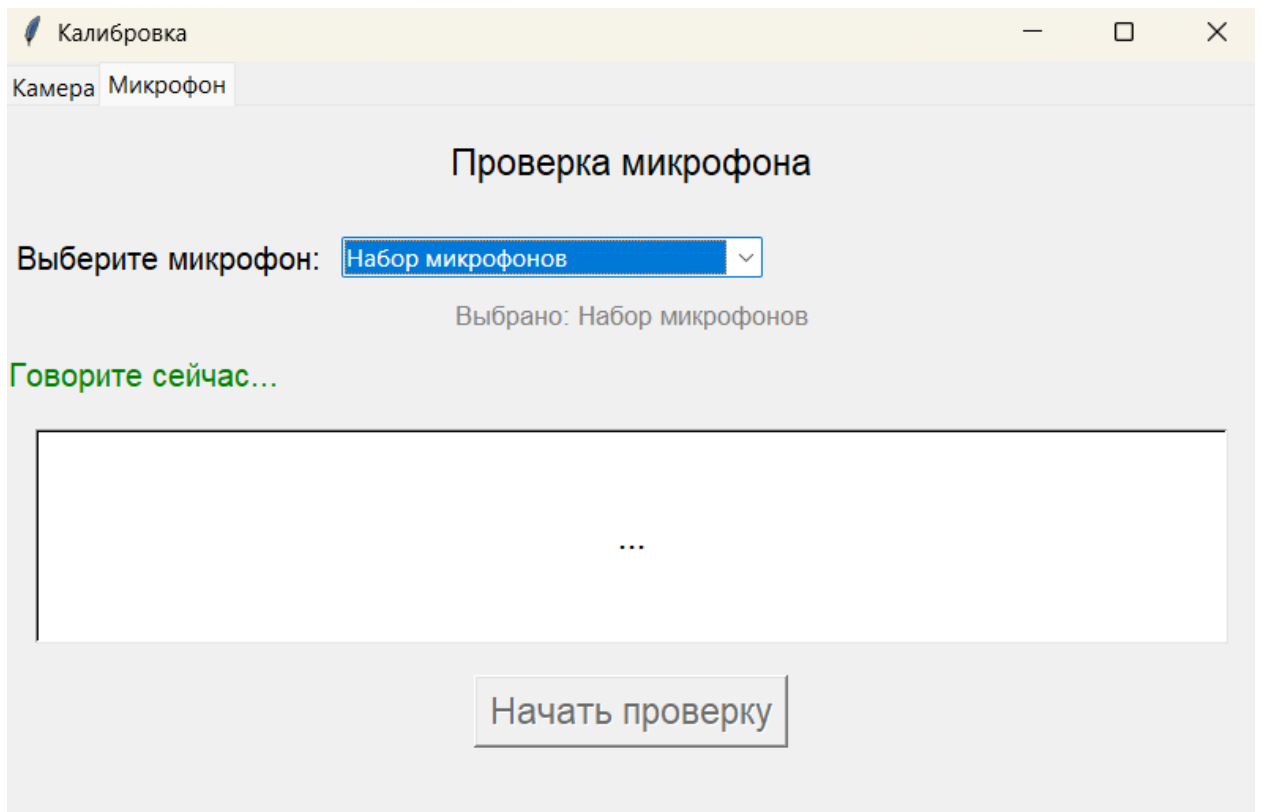 Калибровка
Камера Микрофон
Проверка микрофона
Выберите микрофон: Набор микрофонов
Выбрано: Набор микрофонов
Говорите сейчас...
...
Начать проверку